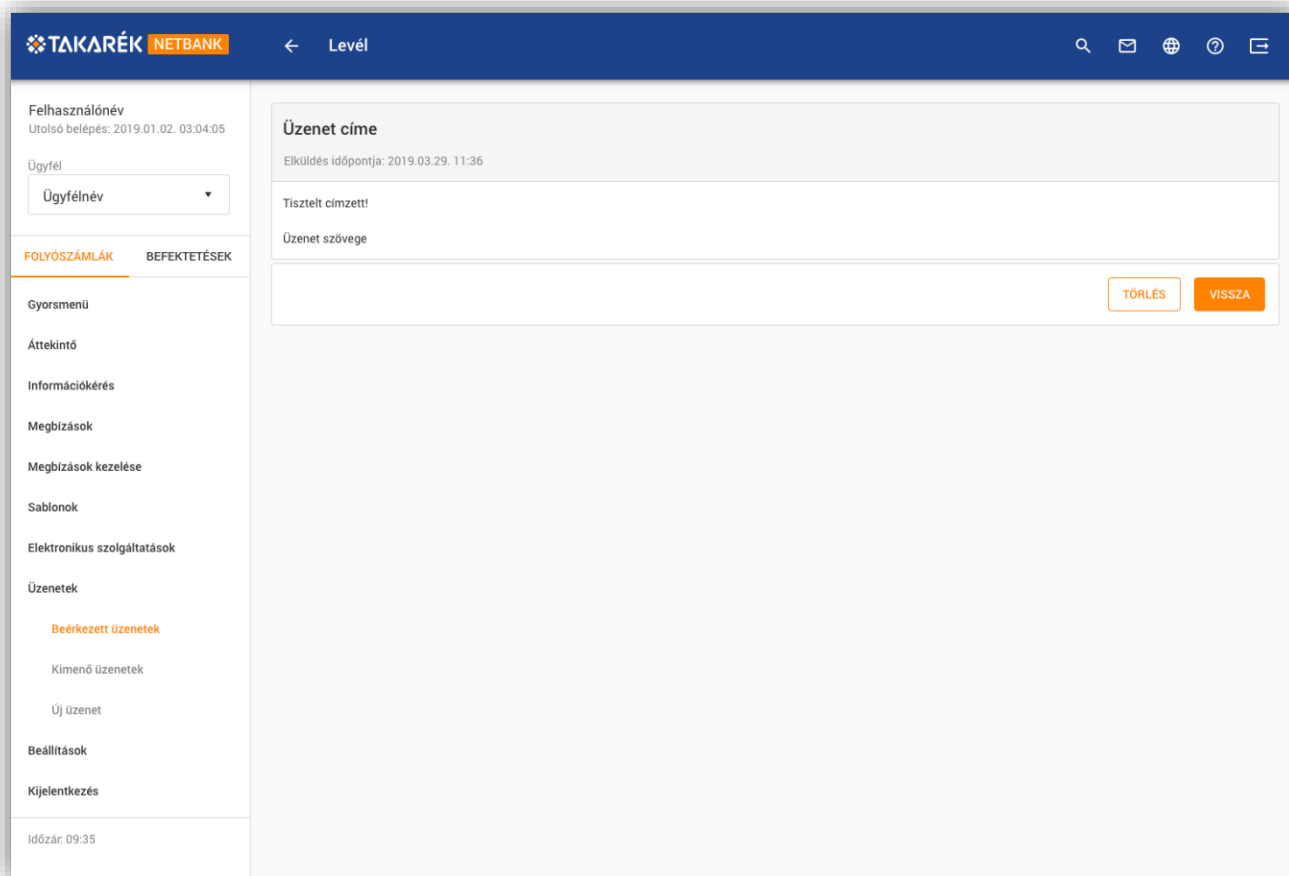 TAKARÉK NETBANK
Levél
Felhasználónév
Utolsó belépés: 2019.01.02. 03:04:05
Ügyfél
Ügyfélnév
FOLYÓSZÁMLÁK BEFEKTETÉSEK
Gyorsmenü
Áttekintő
Információkérés
Megbízások
Megbízások kezelése
Sablonok
Elektronikus szolgáltatások
Üzenetek
Beérkezett üzenetek
Kimenő üzenetek
Új üzenet
Beállítások
Kijelentkezés
Időzár: 09:35
Üzenet címe
Elküldés időpontja: 2019.03.29. 11:36
Tisztelt címzett!
Üzenet szövege
TÖRLÉS VISSZA